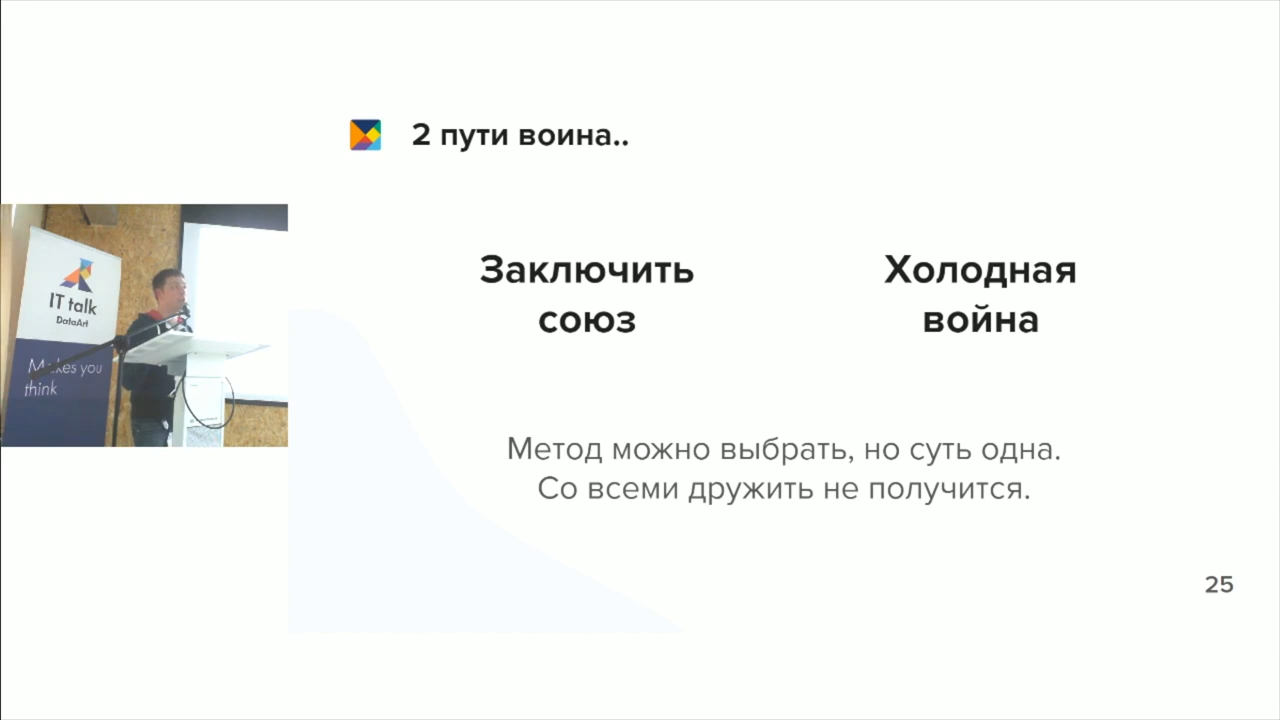 2 пути воина..
Заключить
союз
Холодная
война
Метод можно выбрать, но суть одна.
Со всеми дружить не получится.
25
IT talk
DataArt
Makes you
think